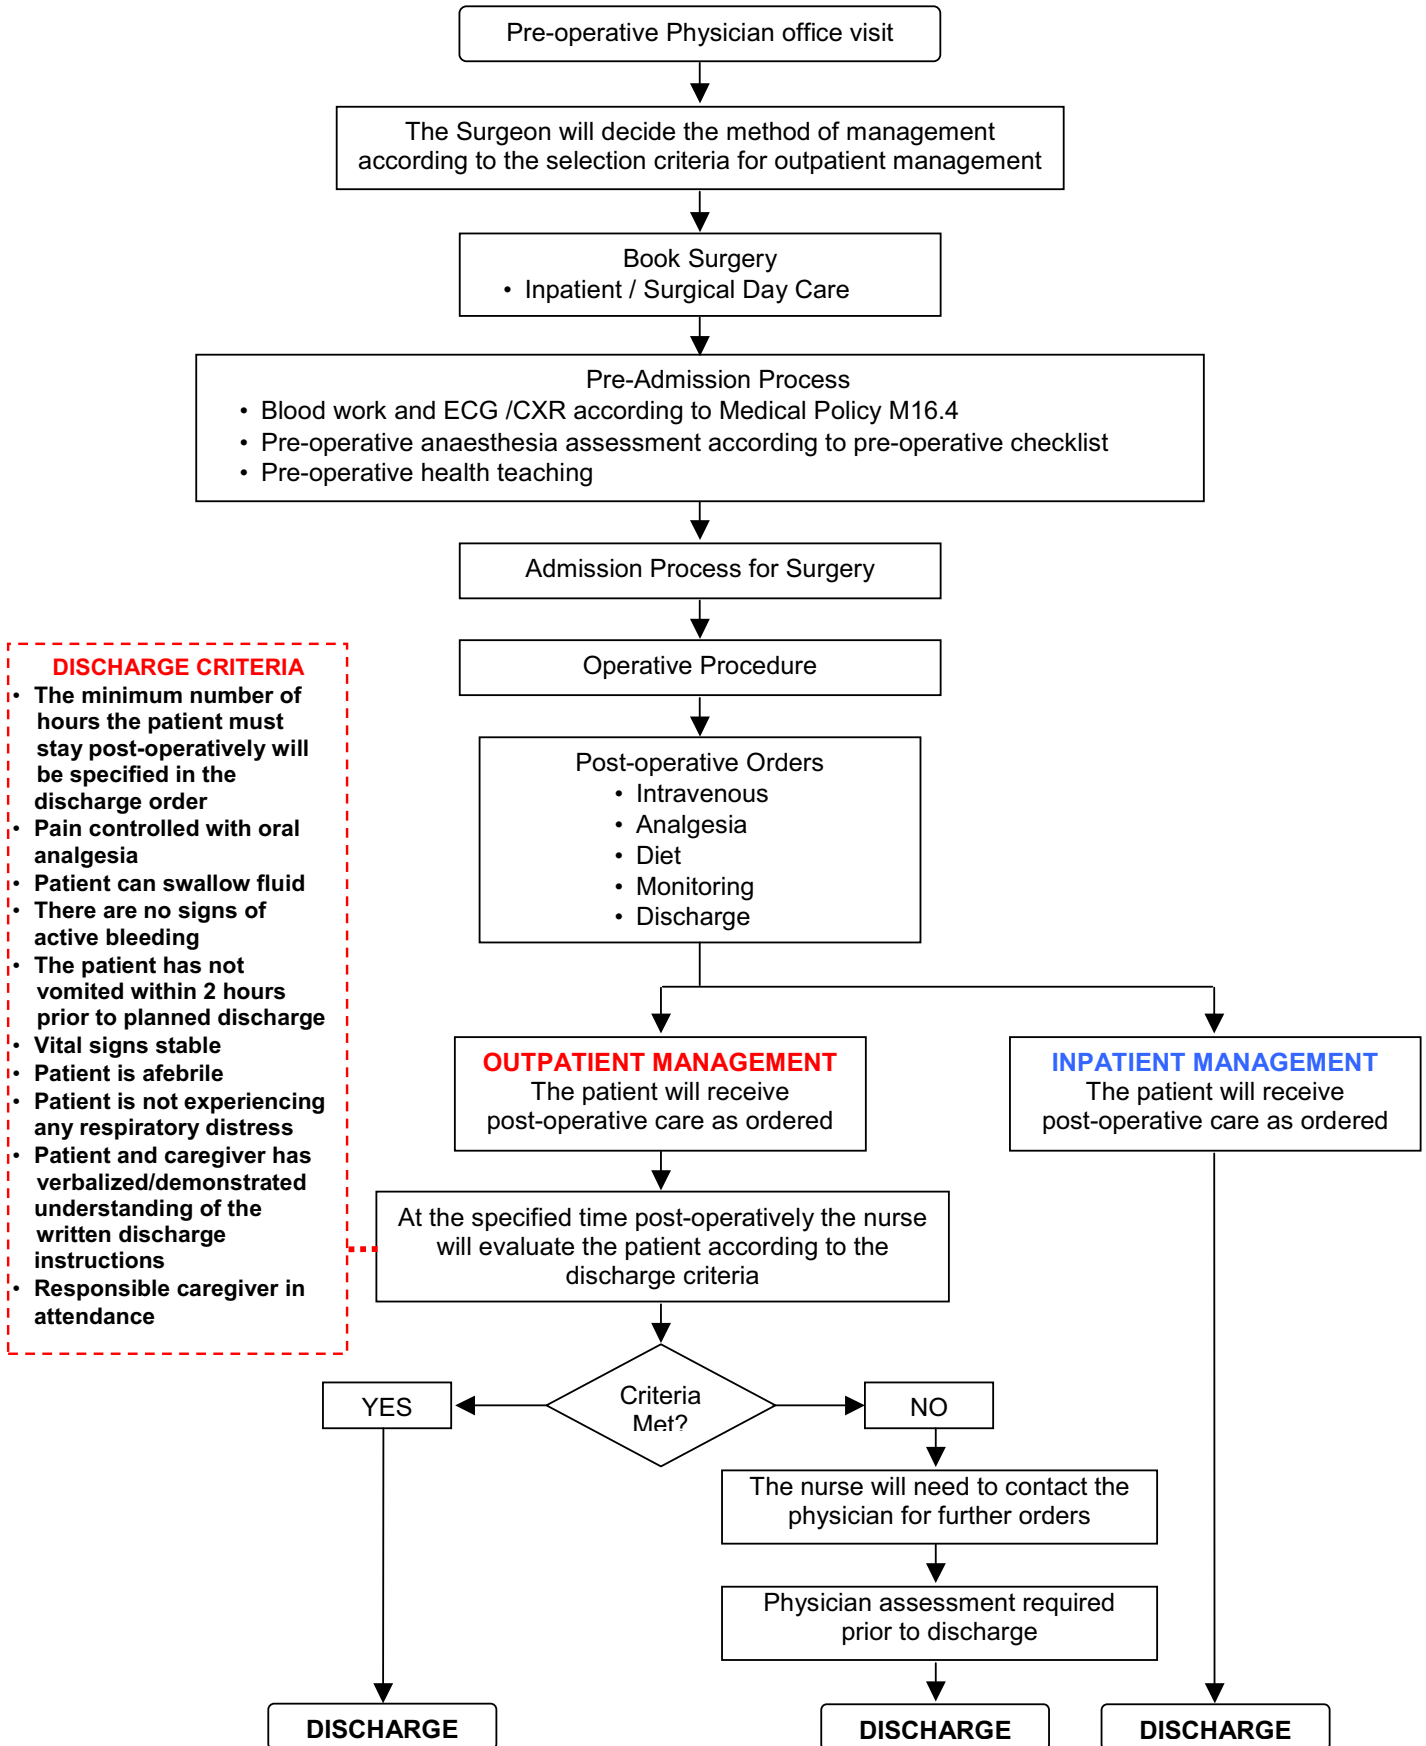 Pre-operative Physician office visit
The Surgeon will decide the method of management
according to the selection criteria for outpatient management
Book Surgery
• Inpatient / Surgical Day Care
Pre-Admission Process
• Blood work and ECG /CXR according to Medical Policy M16.4
• Pre-operative anaesthesia assessment according to pre-operative checklist
• Pre-operative health teaching
Admission Process for Surgery
Operative Procedure
Post-operative Orders
• Intravenous
• Analgesia
• Diet
• Monitoring
• Discharge
DISCHARGE CRITERIA
• The minimum number of
hours the patient must
stay post-operatively will
be specified in the
discharge order
• Pain controlled with oral
analgesia
• Patient can swallow fluid
• There are no signs of
active bleeding
• The patient has not
vomited within 2 hours
prior to planned discharge
• Vital signs stable
• Patient is afebrile
• Patient is not experiencing
any respiratory distress
• Patient and caregiver has
verbalized/demonstrated
understanding of the
written discharge
instructions
• Responsible caregiver in
attendance
OUTPATIENT MANAGEMENT
The patient will receive
post-operative care as ordered
INPATIENT MANAGEMENT
The patient will receive
post-operative care as ordered
At the specified time post-operatively the nurse
will evaluate the patient according to the
discharge criteria
Criteria
Met?
YES
NO
The nurse will need to contact the
physician for further orders
Physician assessment required
prior to discharge
DISCHARGE
DISCHARGE
DISCHARGE